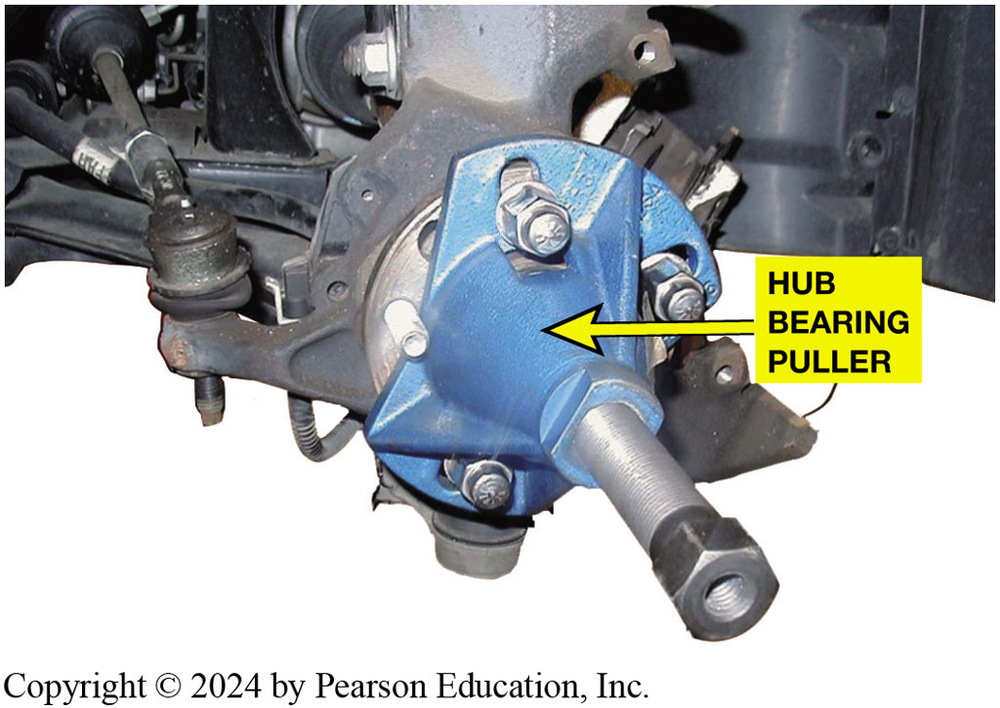 HUB
BEARING
PULLER
Copyright © 2024 by Pearson Education, Inc.